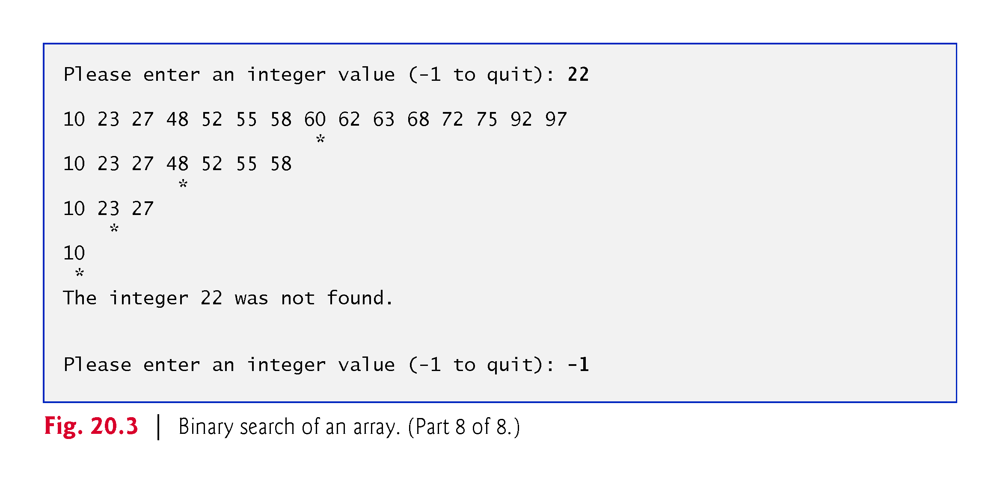 Please enter an integer value (-1 to quit): 22
10 23 27 48 52 55 58 60 62 63 68 72 75 92 97
*
10 23 27 48 52 55 58
*
10 23 27
*
10
*
The integer 22 was not found.
Please enter an integer value (-1 to quit): -1
Fig. 20.3 | Binary search of an array. (Part 8 of 8.)